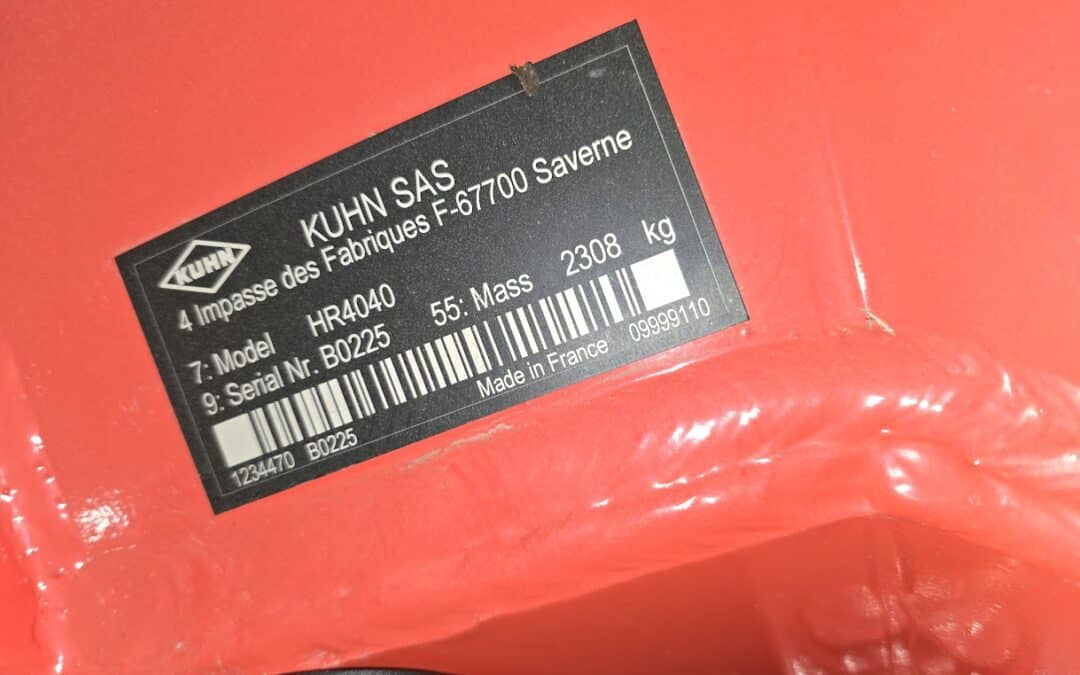 KUHN
KUHN SAS
4 Impasse des Fabriques F-67700 Saverne
7: Model HR4040
9: Serial Nr. B0225 55: Mass 2308 kg
Made in France 09999110
1234470 B0225